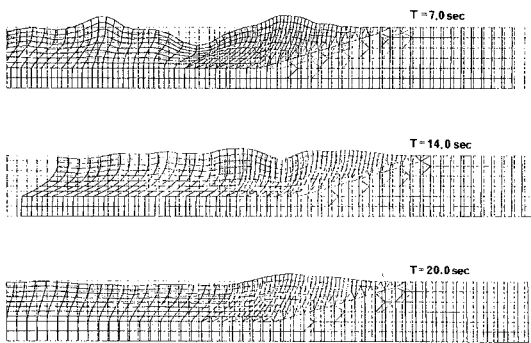 T = 7.0 sec
T = 14.0 sec
T = 20.0 sec